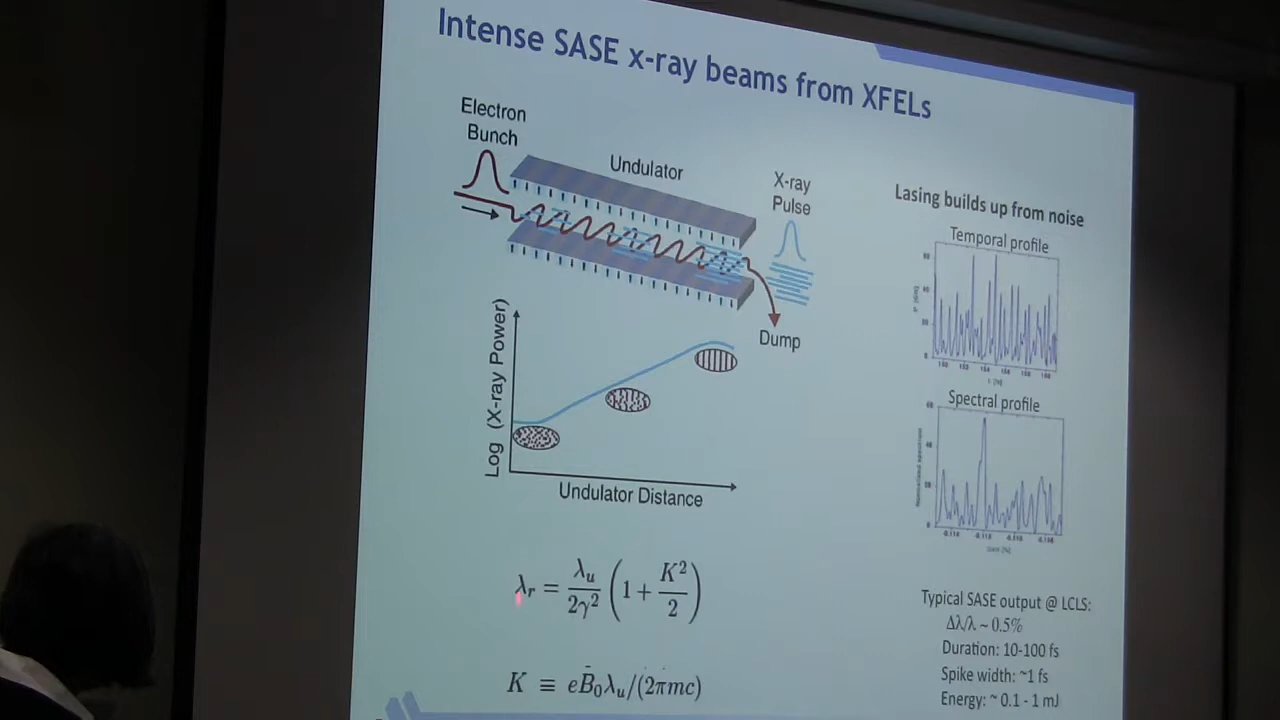 Intense SASE x-ray beams from XFELs
Electron
Bunch
Undulator
X-ray
Pulse
Dump
Log (X-ray Power)
Undulator Distance
λr = λu / 2γ² (1 + K² / 2)
K ≡ eB̄₀λu/(2πmc)
Lasing builds up from noise
Temporal profile
Spectral profile
Typical SASE output @ LCLS:
Δλ/λ ~ 0.5%
Duration: 10-100 fs
Spike width: ~1 fs
Energy: ~ 0.1 - 1 mJ